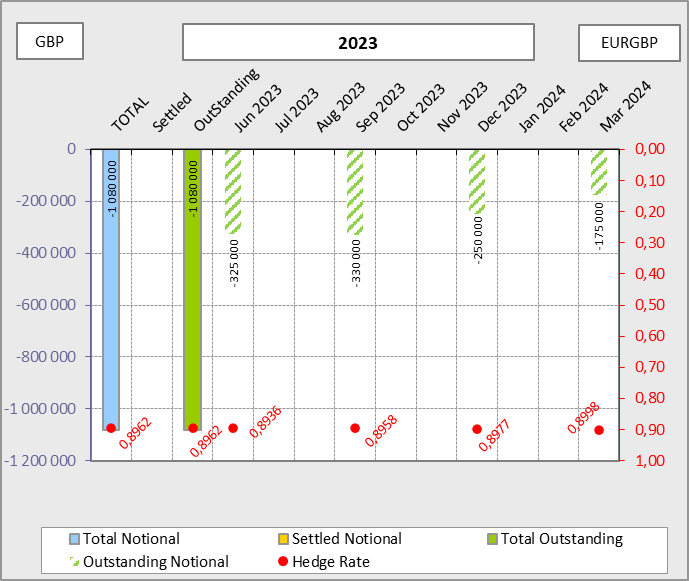 GBP
2023
EURGBP
TOTAL
Settled
OutStanding
Jun 2023
Jul 2023
Aug 2023
Sep 2023
Oct 2023
Nov 2023
Dec 2023
Jan 2024
Feb 2024
Mar 2024
0
-200 000
-400 000
-600 000
-800 000
-1 000 000
-1 200 000
-1 080 000
-1 080 000
-325 000
-330 000
-250 000
-175 000
0,8962
0,8962
0,8936
0,8958
0,8977
0,8998
0,00
0,10
0,20
0,30
0,40
0,50
0,60
0,70
0,80
0,90
1,00
Total Notional
Settled Notional
Total Outstanding
Outstanding Notional
Hedge Rate